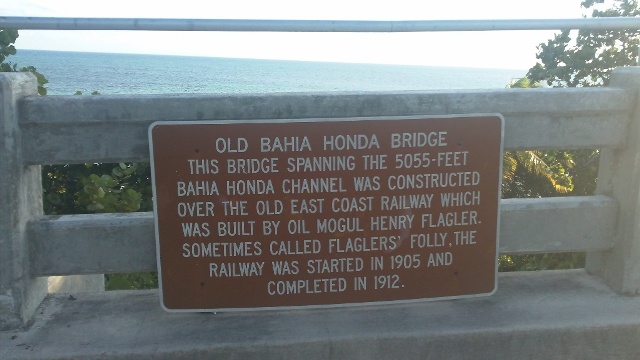 OLD BAHIA HONDA BRIDGE
THIS BRIDGE SPANNING THE 5055-FEET
BAHIA HONDA CHANNEL WAS CONSTRUCTED
OVER THE OLD EAST COAST RAILWAY WHICH
WAS BUILT BY OIL MOGUL HENRY FLAGLER.
SOMETIMES CALLED FLAGLERS' FOLLY, THE
RAILWAY WAS STARTED IN 1905 AND
COMPLETED IN 1912.